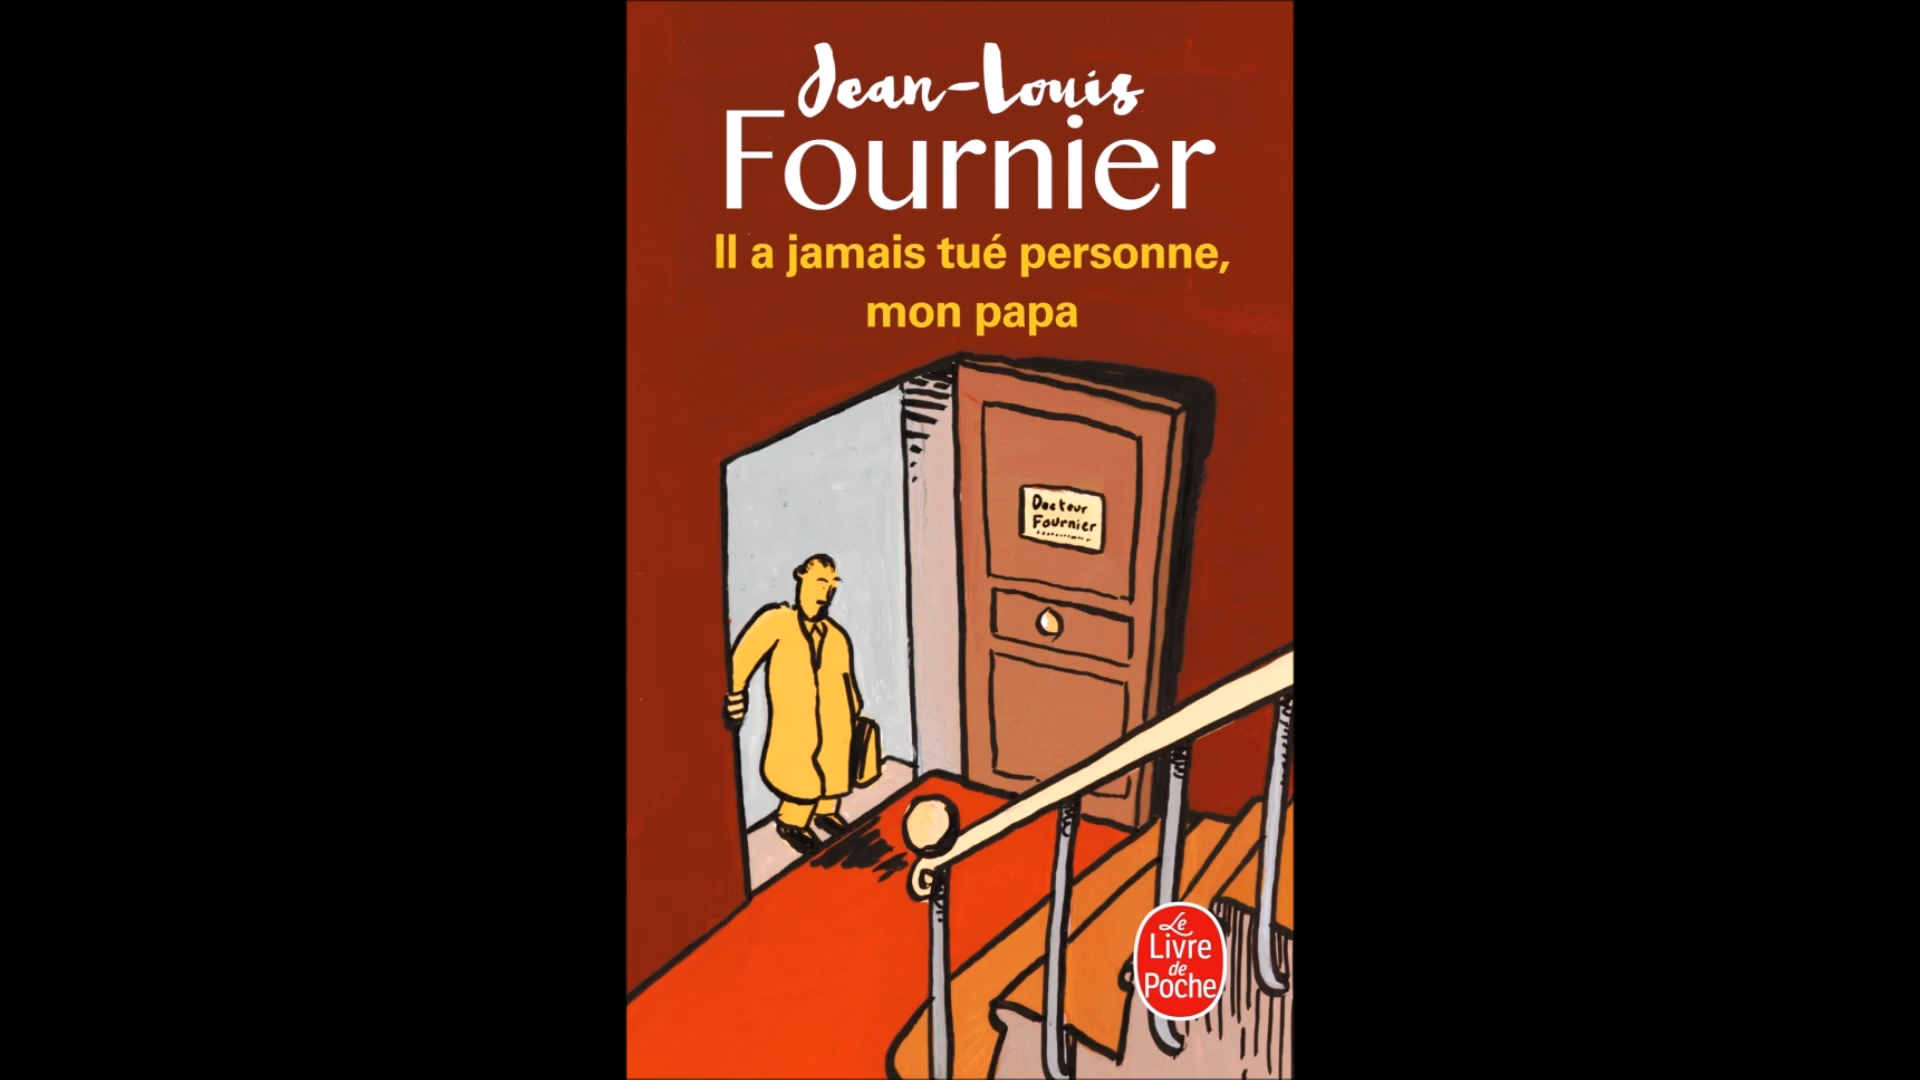 Jean-Louis
Fournier
Il a jamais tué personne,
mon papa
Docteur
Fournier
Le
Livre
de
Poche